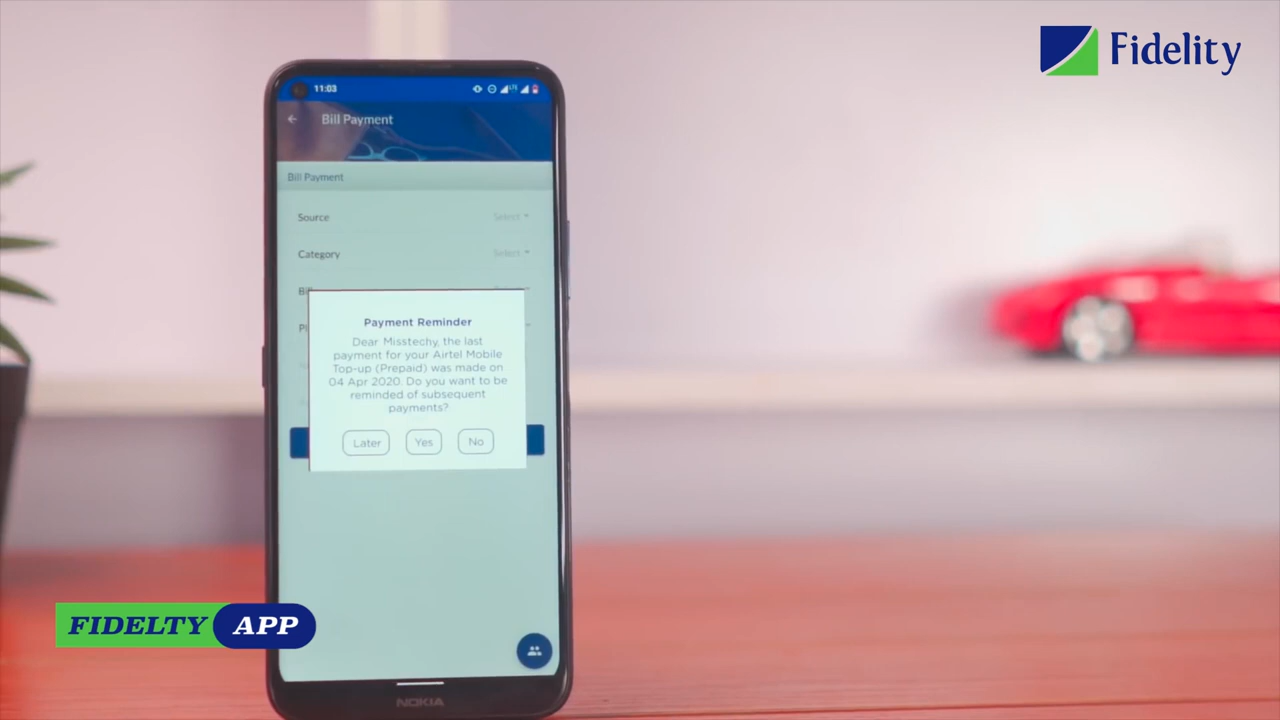 Fidelity
11:03
Bill Payment
Bill Payment
Source Select
Category Select
Payment Reminder
Dear Misstechy, the last
payment for your Airtel Mobile
Top-up (Prepaid) was made on
04 Apr 2020. Do you want to be
reminded of subsequent
payments?
Later Yes No
FIDELTY APP
NOKIA